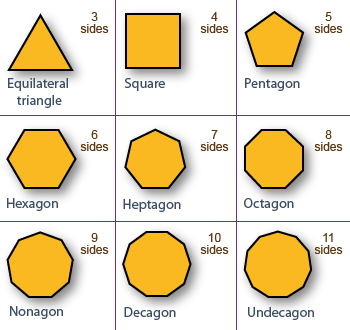 3
sides
Equilateral
triangle
4
sides
Square
5
sides
Pentagon
6
sides
Hexagon
7
sides
Heptagon
8
sides
Octagon
9
sides
Nonagon
10
sides
Decagon
11
sides
Undecagon